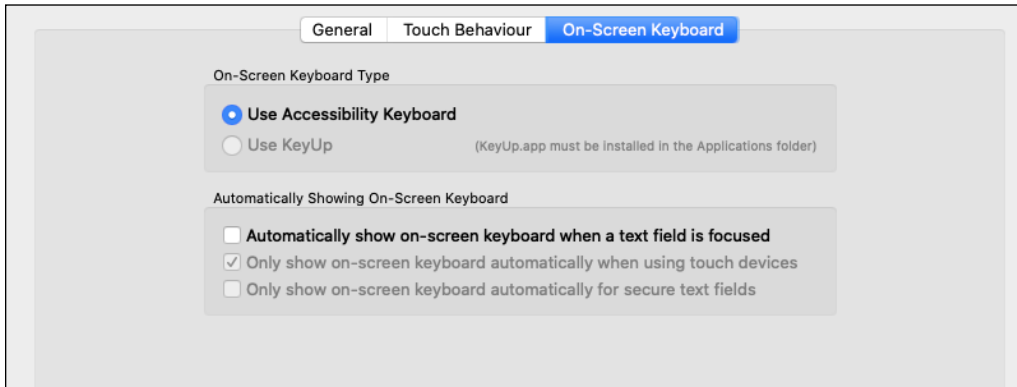 General Touch Behaviour On-Screen Keyboard
On-Screen Keyboard Type
Use Accessibility Keyboard
Use KeyUp (KeyUp.app must be installed in the Applications folder)
Automatically Showing On-Screen Keyboard
Automatically show on-screen keyboard when a text field is focused
Only show on-screen keyboard automatically when using touch devices
Only show on-screen keyboard automatically for secure text fields